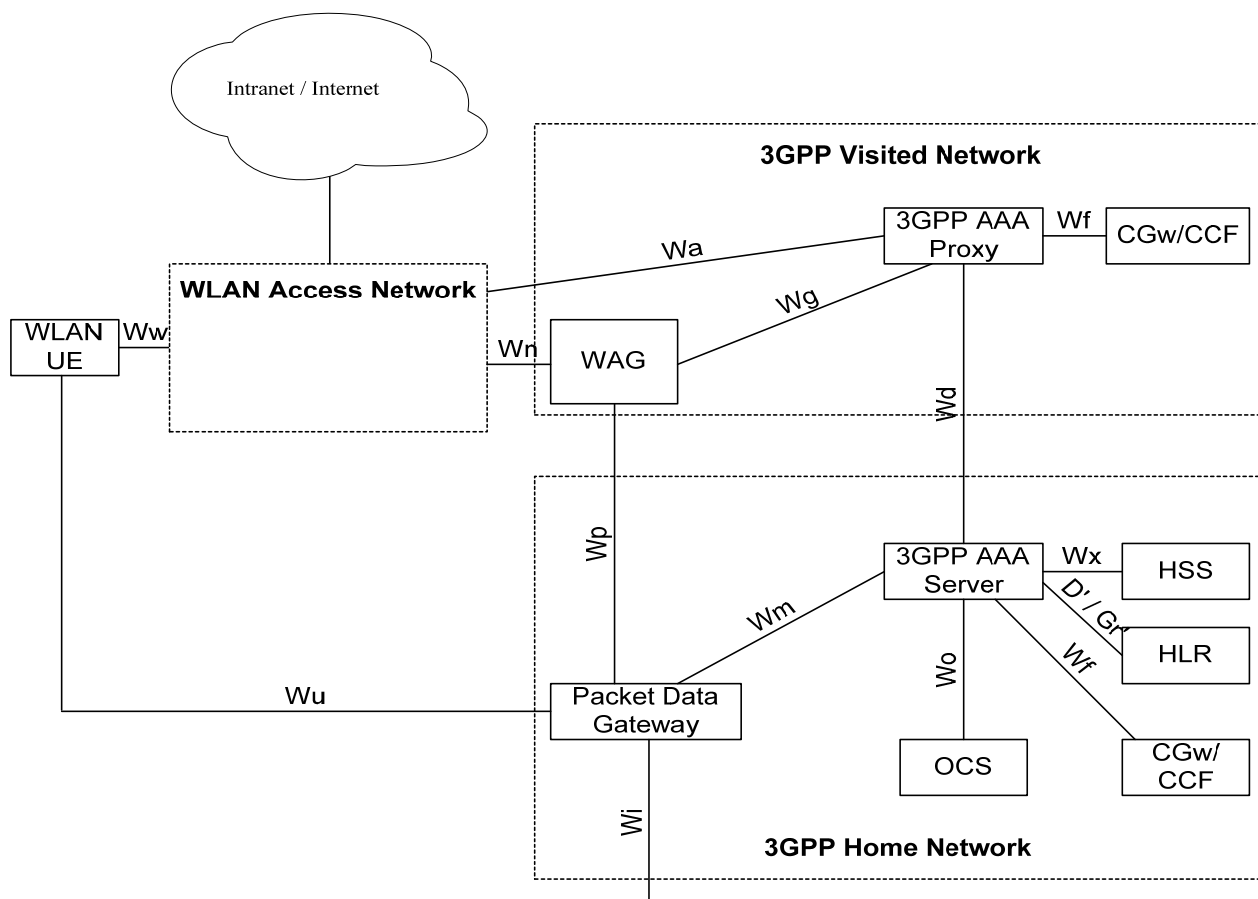 Intranet / Internet
3GPP Visited Network
3GPP AAA
Proxy
Wf
CGw/CCF
Wa
WLAN Access Network
Wg
WLAN
UE
Ww
Wn
WAG
Wd
Wp
3GPP AAA
Server
Wx
HSS
D' / Gr'
HLR
Wm
Wo
Wf
Wu
Packet Data
Gateway
OCS
CGw/
CCF
Wi
3GPP Home Network